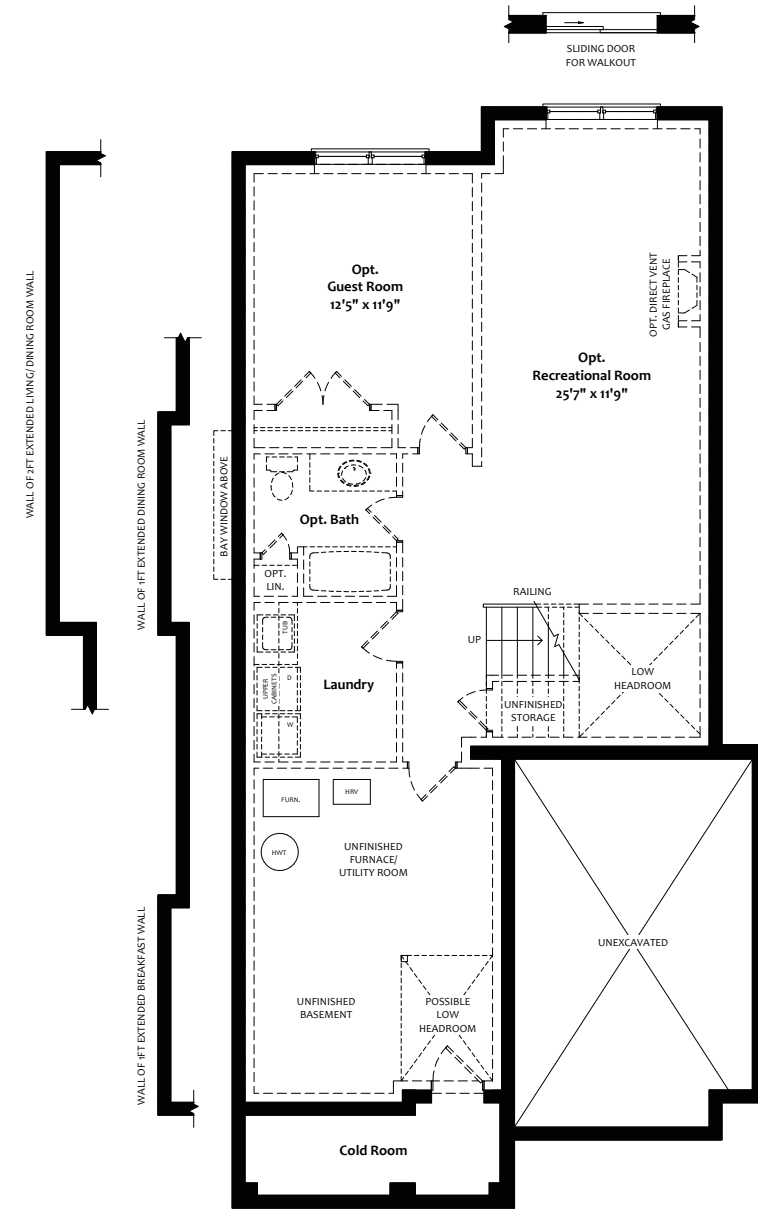 SLIDING DOOR
FOR WALKOUT
WALL OF 2FT EXTENDED LIVING/ DINING ROOM WALL
WALL OF 1FT EXTENDED DINING ROOM WALL
WALL OF 1FT EXTENDED BREAKFAST WALL
BAY WINDOW ABOVE
Opt.
Guest Room
12'5" x 11'9"
OPT. DIRECT VENT
GAS FIREPLACE
Opt.
Recreational Room
25'7" x 11'9"
Opt. Bath
OPT.
LIN.
RAILING
UP
TUB
UPPER
CABINETS
D
W
Laundry
LOW
HEADROOM
UNFINISHED
STORAGE
FURN.
HRV
HWT
UNFINISHED
FURNACE/
UTILITY ROOM
UNEXCAVATED
UNFINISHED
BASEMENT
POSSIBLE
LOW
HEADROOM
Cold Room